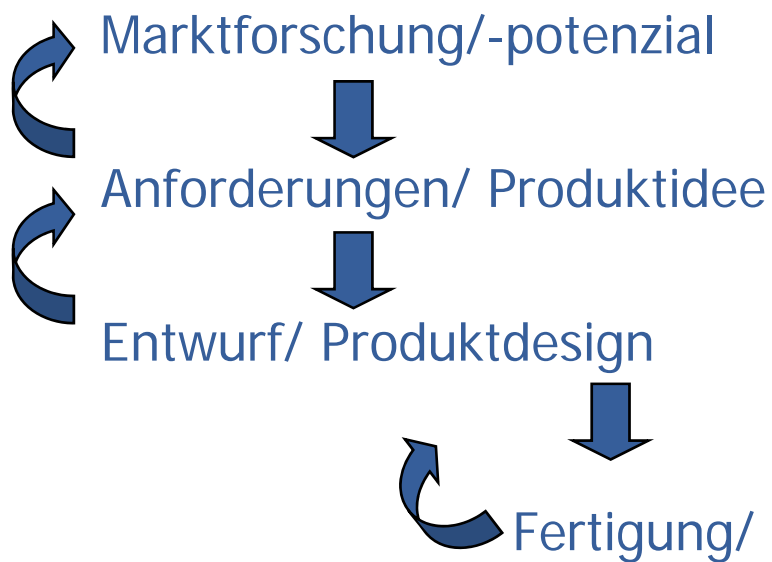 Marktforschung/-potenzial
Anforderungen/ Produktidee
Entwurf/ Produktdesign
Fertigung/